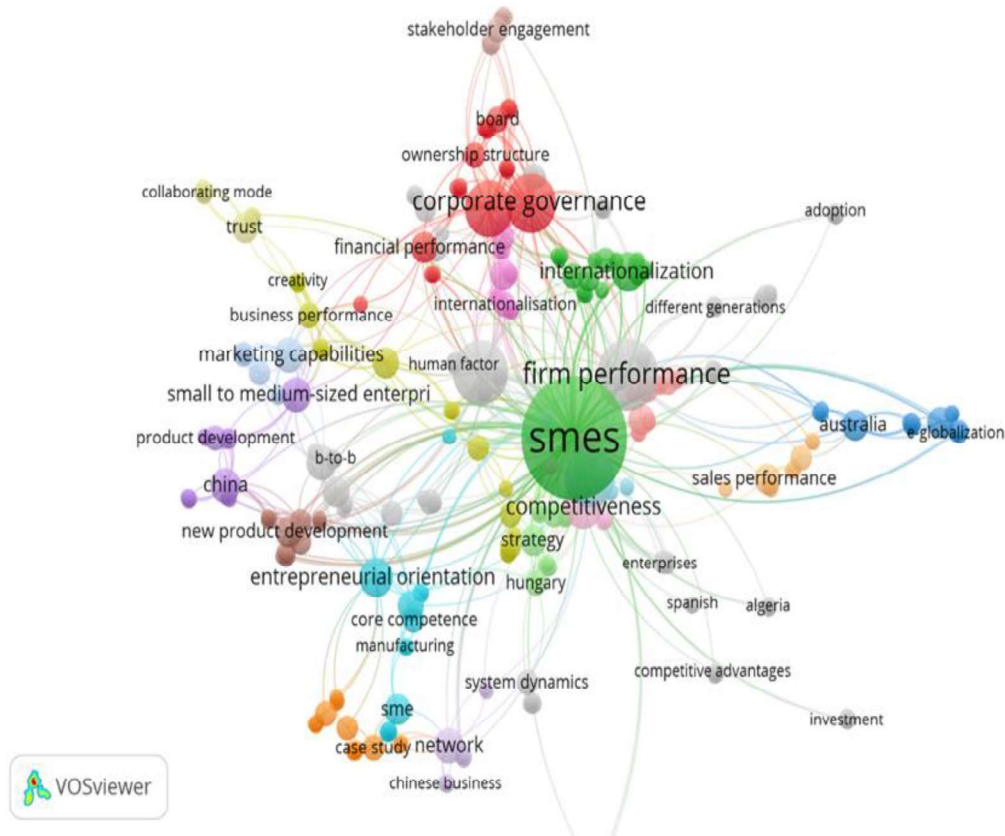 stakeholder engagement
board
ownership structure
collaborating mode
corporate governance
adoption
trust
financial performance
internationalization
creativity
internationalisation
different generations
business performance
marketing capabilities
human factor
firm performance
small to medium-sized enterpri
australia
e-globalization
product development
smes
b-to-b
sales performance
china
competitiveness
new product development
strategy
enterprises
entrepreneurial orientation
hungary
spanish
algeria
core competence
manufacturing
competitive advantages
system dynamics
sme
investment
case study
network
chinese business
VOSviewer